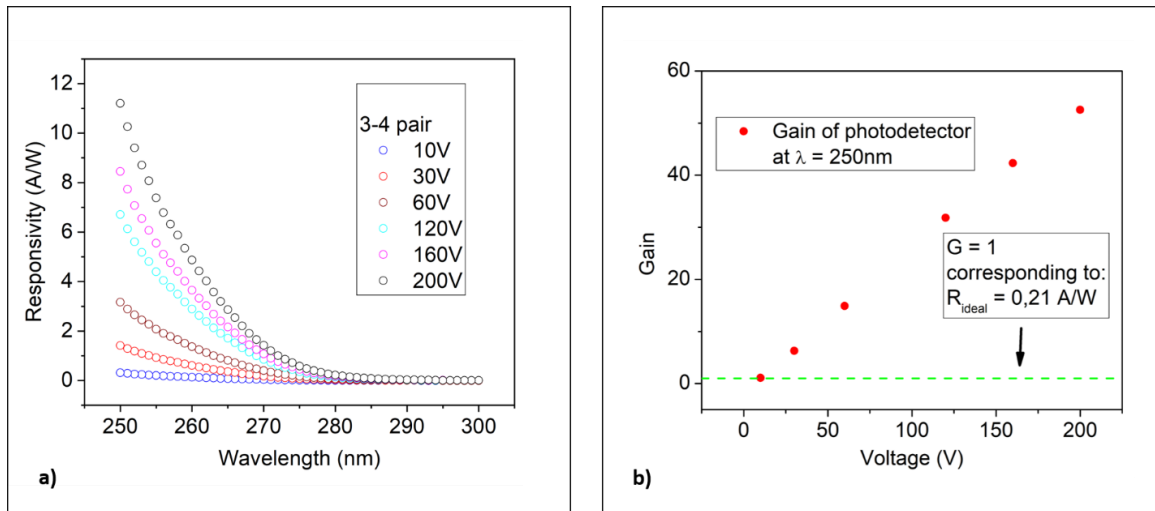 12
10
8
6
4
2
0
Responsivity (A/W)
3-4 pair
10V
30V
60V
120V
160V
200V
250 260 270 280 290 300
Wavelength (nm)
a)
60
40
20
0
Gain
Gain of photodetector
at λ = 250nm
G = 1
corresponding to:
R_ideal = 0,21 A/W
0 50 100 150 200
Voltage (V)
b)